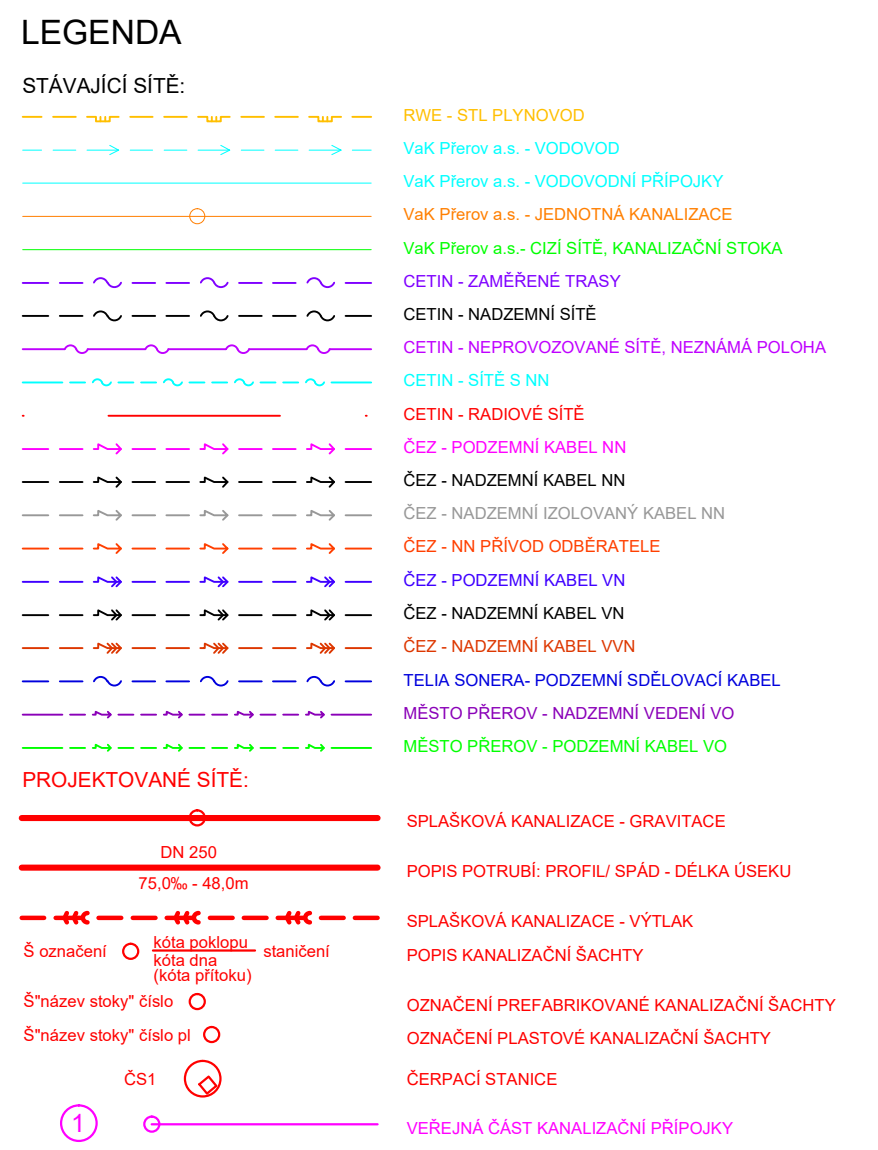 LEGENDA
STÁVAJÍCÍ SÍTĚ:
RWE - STL PLYNOVOD
VaK Přerov a.s. - VODOVOD
VaK Přerov a.s. - VODOVODNÍ PŘÍPOJKY
VaK Přerov a.s. - JEDNOTNÁ KANALIZACE
VaK Přerov a.s.- CIZÍ SÍTĚ, KANALIZAČNÍ STOKA
CETIN - ZAMĚŘENÉ TRASY
CETIN - NADZEMNÍ SÍTĚ
CETIN - NEPROVOZOVANÉ SÍTĚ, NEZNÁMÁ POLOHA
CETIN - SÍTĚ S NN
CETIN - RADIOVÉ SÍTĚ
ČEZ - PODZEMNÍ KABEL NN
ČEZ - NADZEMNÍ KABEL NN
ČEZ - NADZEMNÍ IZOLOVANÝ KABEL NN
ČEZ - NN PŘÍVOD ODBĚRATELE
ČEZ - PODZEMNÍ KABEL VN
ČEZ - NADZEMNÍ KABEL VN
ČEZ - NADZEMNÍ KABEL VVN
TELIA SONERA- PODZEMNÍ SDĚLOVACÍ KABEL
MĚSTO PŘEROV - NADZEMNÍ VEDENÍ VO
MĚSTO PŘEROV - PODZEMNÍ KABEL VO
PROJEKTOVANÉ SÍTĚ:
SPLAŠKOVÁ KANALIZACE - GRAVITACE
DN 250
75,0‰ - 48,0m
POPIS POTRUBÍ: PROFIL/ SPÁD - DÉLKA ÚSEKU
SPLAŠKOVÁ KANALIZACE - VÝTLAK
Š označení
kóta poklopu
kóta dna
(kóta přítoku)
staničení
POPIS KANALIZAČNÍ ŠACHTY
Š"název stoky" číslo
OZNAČENÍ PREFABRIKOVANÉ KANALIZAČNÍ ŠACHTY
Š"název stoky" číslo pl
OZNAČENÍ PLASTOVÉ KANALIZAČNÍ ŠACHTY
ČS1
ČERPACÍ STANICE
1
VEŘEJNÁ ČÁST KANALIZAČNÍ PŘÍPOJKY